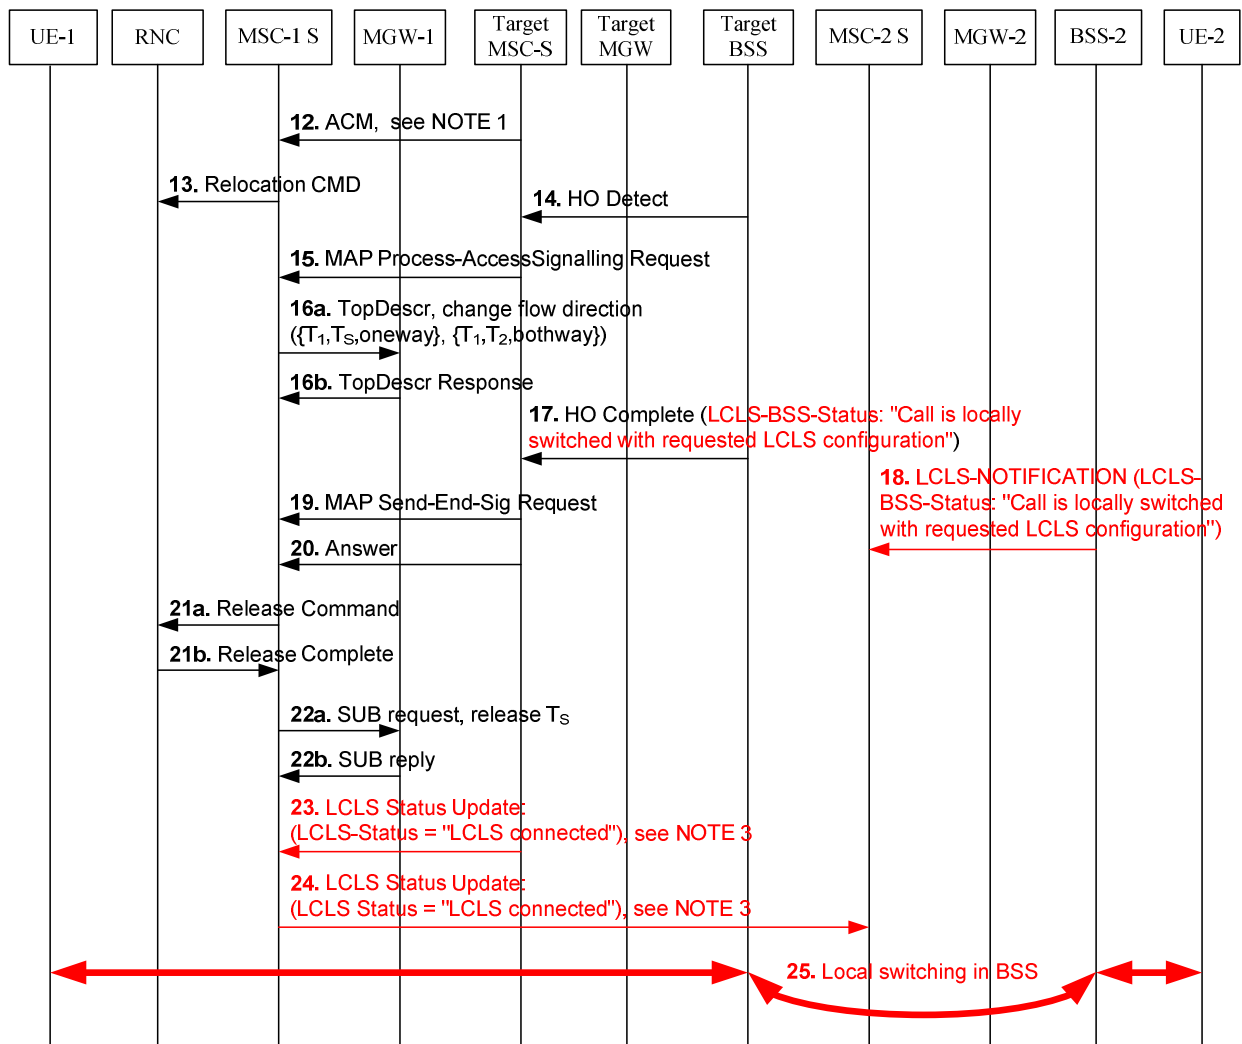 UE-1
RNC
MSC-1 S
MGW-1
Target
MSC-S
Target
MGW
Target
BSS
MSC-2 S
MGW-2
BSS-2
UE-2
12. ACM, see NOTE 1
13. Relocation CMD
14. HO Detect
15. MAP Process-AccessSignalling Request
16a. TopDescr, change flow direction
({T1,TS,oneway}, {T1,T2,bothway})
16b. TopDescr Response
17. HO Complete (LCLS-BSS-Status: "Call is locally
switched with requested LCLS configuration")
18. LCLS-NOTIFICATION (LCLS-
BSS-Status: "Call is locally switched
with requested LCLS configuration")
19. MAP Send-End-Sig Request
20. Answer
21a. Release Command
21b. Release Complete
22a. SUB request, release TS
22b. SUB reply
23. LCLS Status Update:
(LCLS-Status = "LCLS connected"), see NOTE 3
24. LCLS Status Update:
(LCLS Status = "LCLS connected"), see NOTE 3
25. Local switching in BSS